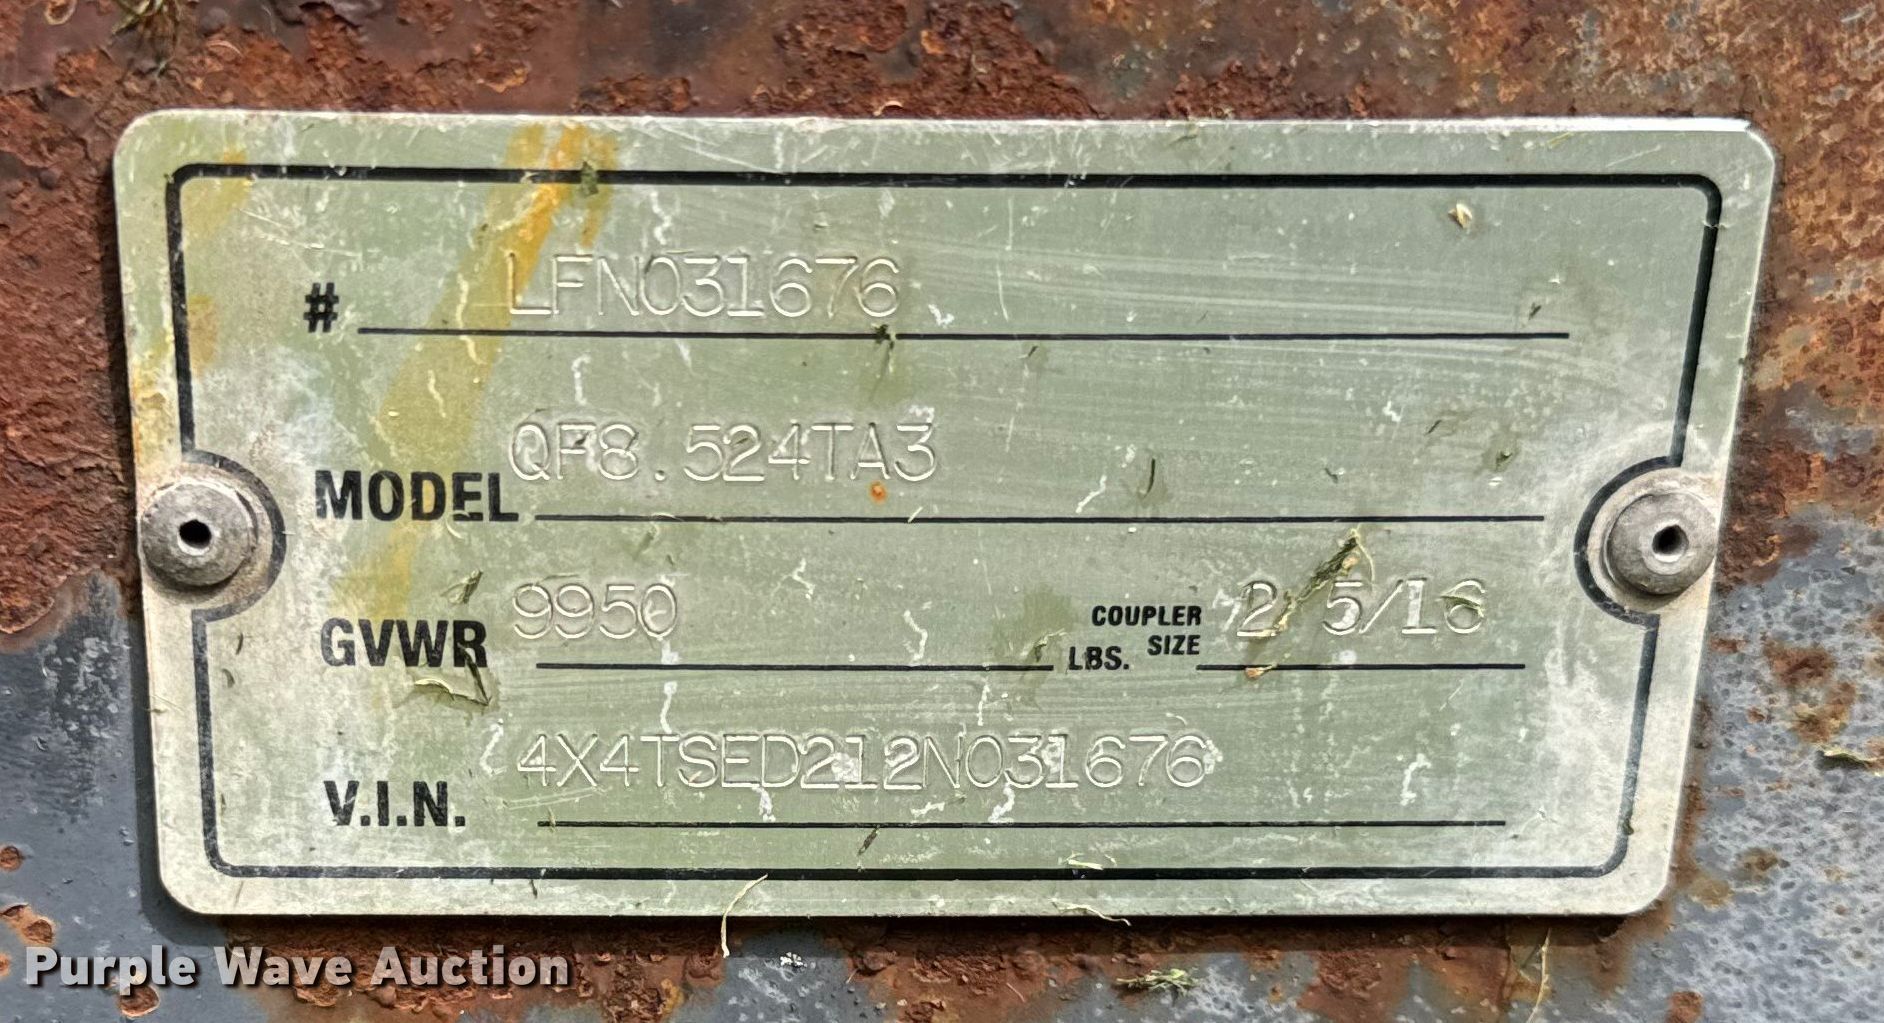 # LFN031676
MODEL QF8.524TA3
GVWR 9950 LBS. COUPLER SIZE 2 5/16
V.I.N. 4X4TSED212N031676
Purple Wave Auction